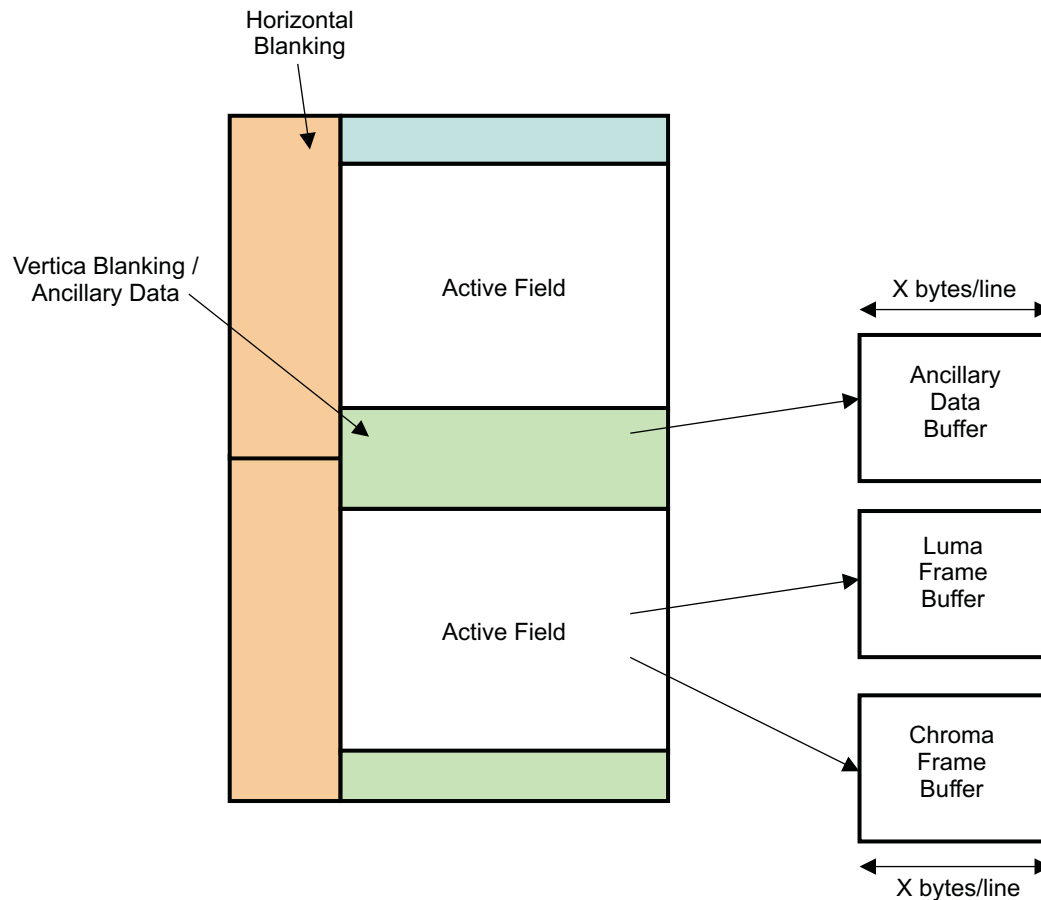 Horizontal
Blanking
Vertica Blanking /
Ancillary Data
Active Field
X bytes/line
Ancillary
Data
Buffer
Luma
Frame
Buffer
Active Field
Chroma
Frame
Buffer
X bytes/line